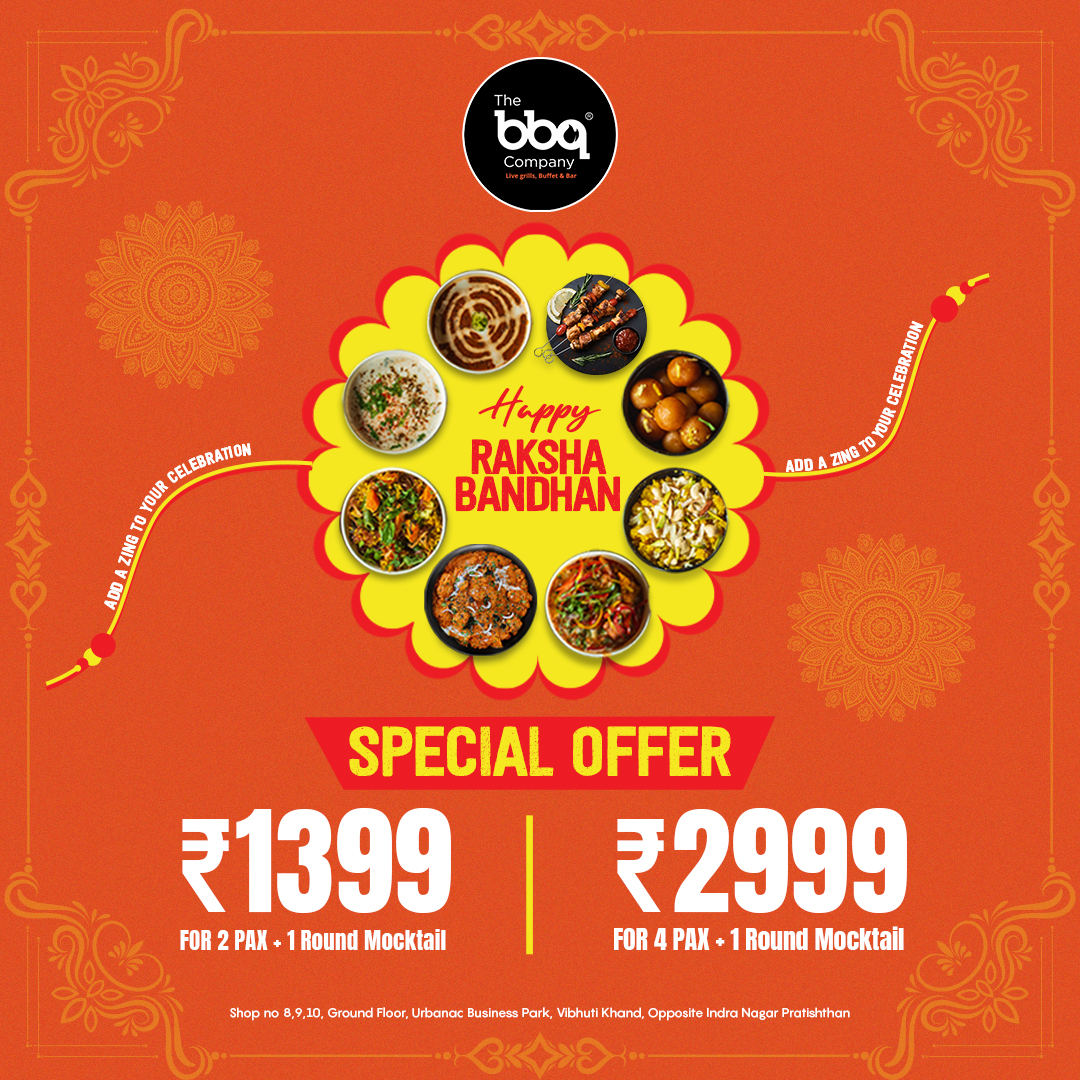 The
bbq®
Company
Live grills, Buffet & Bar
Happy
RAKSHA
BANDHAN
ADD A ZING TO YOUR CELEBRATION
ADD A ZING TO YOUR CELEBRATION
SPECIAL OFFER
₹1399
FOR 2 PAX + 1 Round Mocktail
₹2999
FOR 4 PAX + 1 Round Mocktail
Shop no 8,9,10, Ground Floor, Urbanac Business Park, Vibhuti Khand, Opposite Indra Nagar Pratishthan